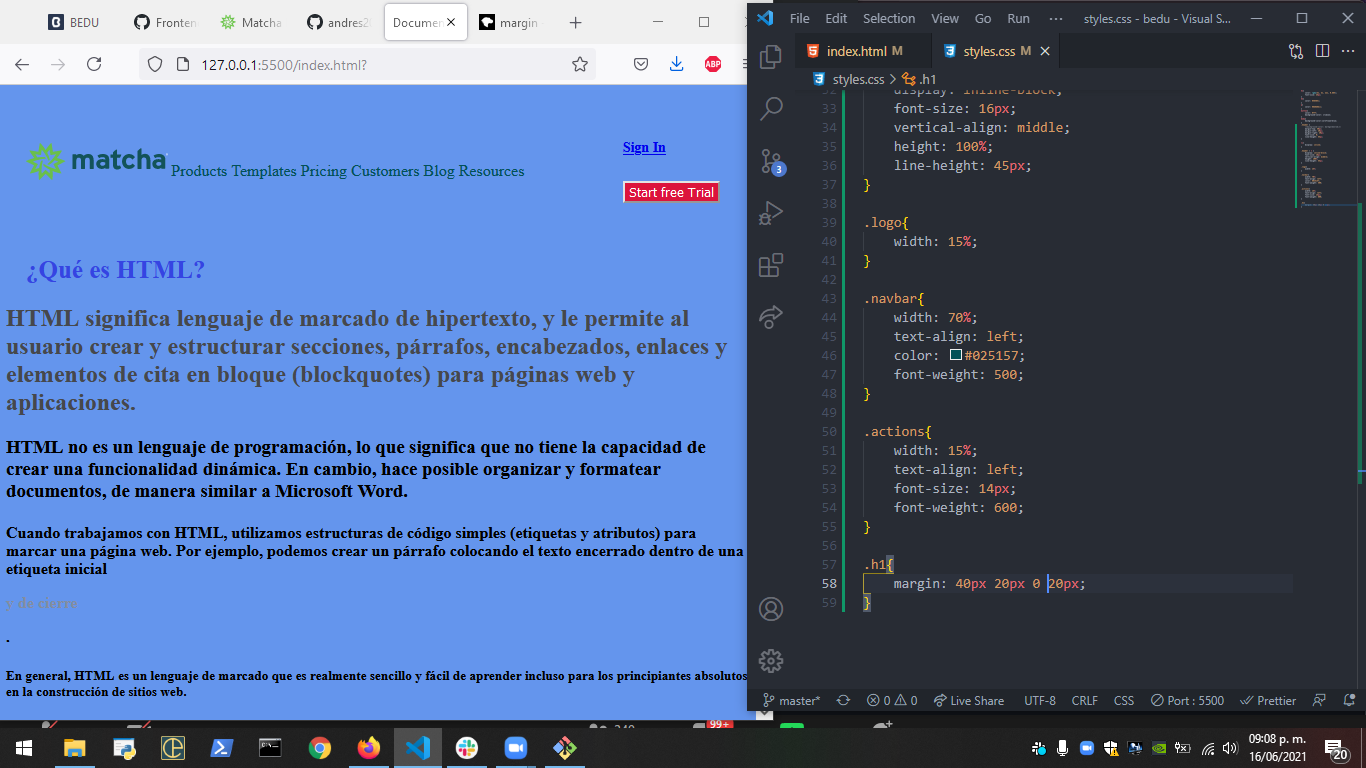 BEDU
Fronten
Matcha
andres2
Documen
margin
127.0.0.1:5500/index.html?
ABP
matcha
Products Templates Pricing Customers Blog Resources
Sign In
Start free Trial
¿Qué es HTML?
HTML significa lenguaje de marcado de hipertexto, y le permite al
usuario crear y estructurar secciones, párrafos, encabezados, enlaces y
elementos de cita en bloque (blockquotes) para páginas web y
aplicaciones.
HTML no es un lenguaje de programación, lo que significa que no tiene la capacidad de
crear una funcionalidad dinámica. En cambio, hace posible organizar y formatear
documentos, de manera similar a Microsoft Word.
Cuando trabajamos con HTML, utilizamos estructuras de código simples (etiquetas y atributos) para
marcar una página web. Por ejemplo, podemos crear un párrafo colocando el texto encerrado dentro de una
etiqueta inicial
y de cierre
.
En general, HTML es un lenguaje de marcado que es realmente sencillo y fácil de aprender incluso para los principiantes absolutos
en la construcción de sitios web.
File Edit Selection View Go Run ··· styles.css - bedu - Visual S...
index.html M
styles.css M
styles.css > .h1
3
32 display: inline-block;
33 font-size: 16px;
34 vertical-align: middle;
35 height: 100%;
36 line-height: 45px;
37 }
38
39 .logo{
40 width: 15%;
41 }
42
43 .navbar{
44 width: 70%;
45 text-align: left;
46 color: #025157;
47 font-weight: 500;
48 }
49
50 .actions{
51 width: 15%;
52 text-align: left;
53 font-size: 14px;
54 font-weight: 600;
55 }
56
57 .h1{
58 margin: 40px 20px 0 20px;
59 }
master* 0 0 Live Share UTF-8 CRLF CSS Port : 5500 Prettier
99+
09:08 p. m.
16/06/2021
20